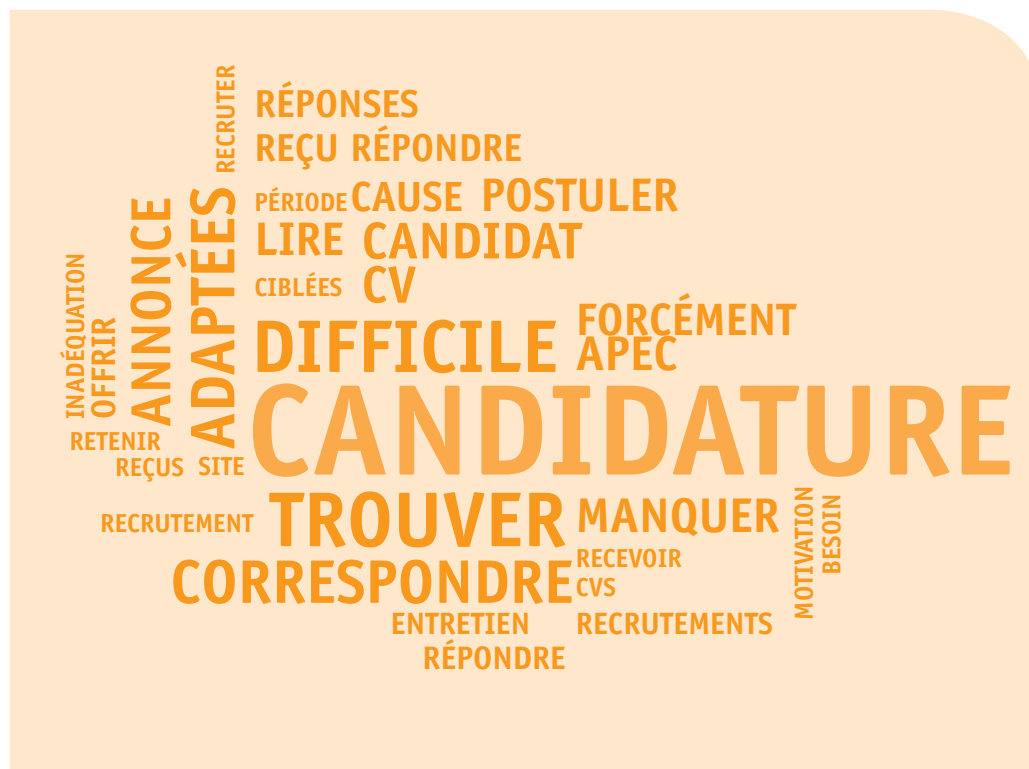 RECRUTER
RÉPONSES
REÇU RÉPONDRE
PÉRIODE CAUSE POSTULER
LIRE CANDIDAT
CIBLÉES CV
INADÉQUATION
OFFRIR
ANNONCE
ADAPTÉES
DIFFICILE
FORCÉMENT
APEC
CANDIDATURE
RETENIR
REÇUS SITE
RECRUTEMENT
TROUVER
MANQUER
MOTIVATION
BESOIN
CORRESPONDRE
RECEVOIR
CVS
ENTRETIEN RECRUTEMENTS
RÉPONDRE